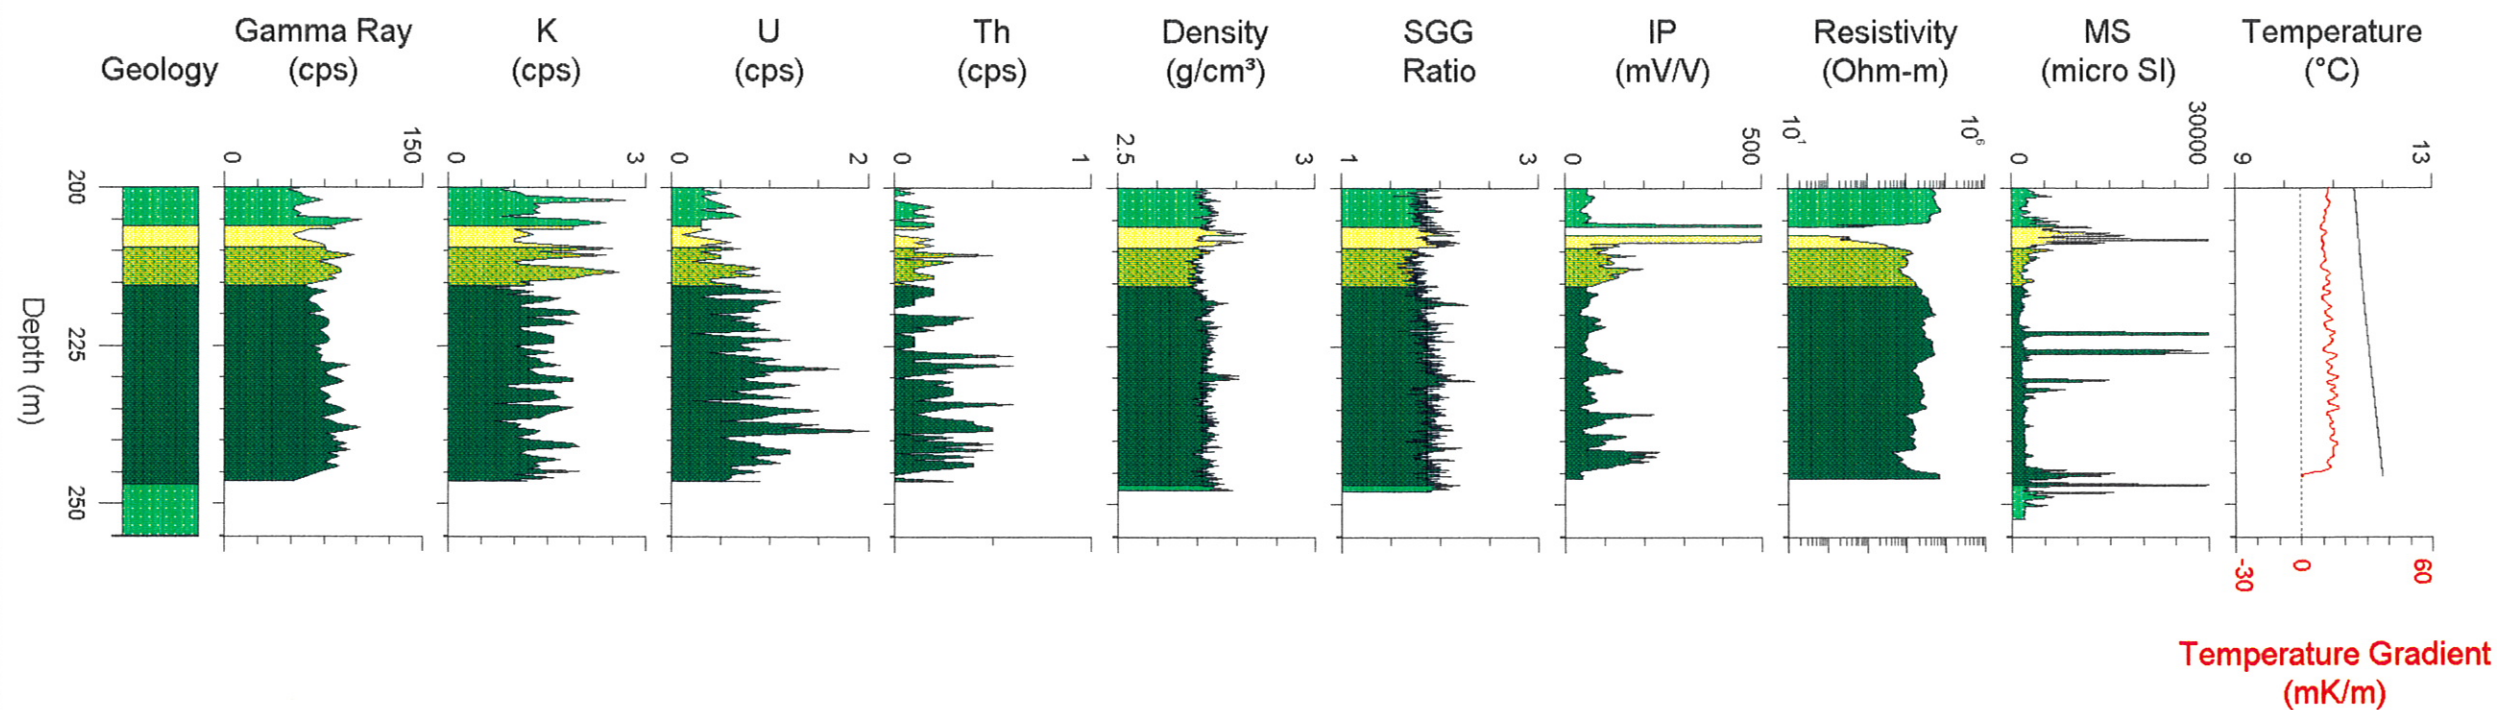 Geology
Gamma Ray
(cps)
K
(cps)
U
(cps)
Th
(cps)
Density
(g/cm³)
SGG
Ratio
IP
(mV/V)
Resistivity
(Ohm-m)
MS
(micro SI)
Temperature
(°C)
0 150
0 3
0 2
0 1
2.5 3
1 3
0 500
10¹ 10⁶
0 30000
9 13
200
225
250
Depth (m)
-30 0 60
Temperature Gradient
(mK/m)